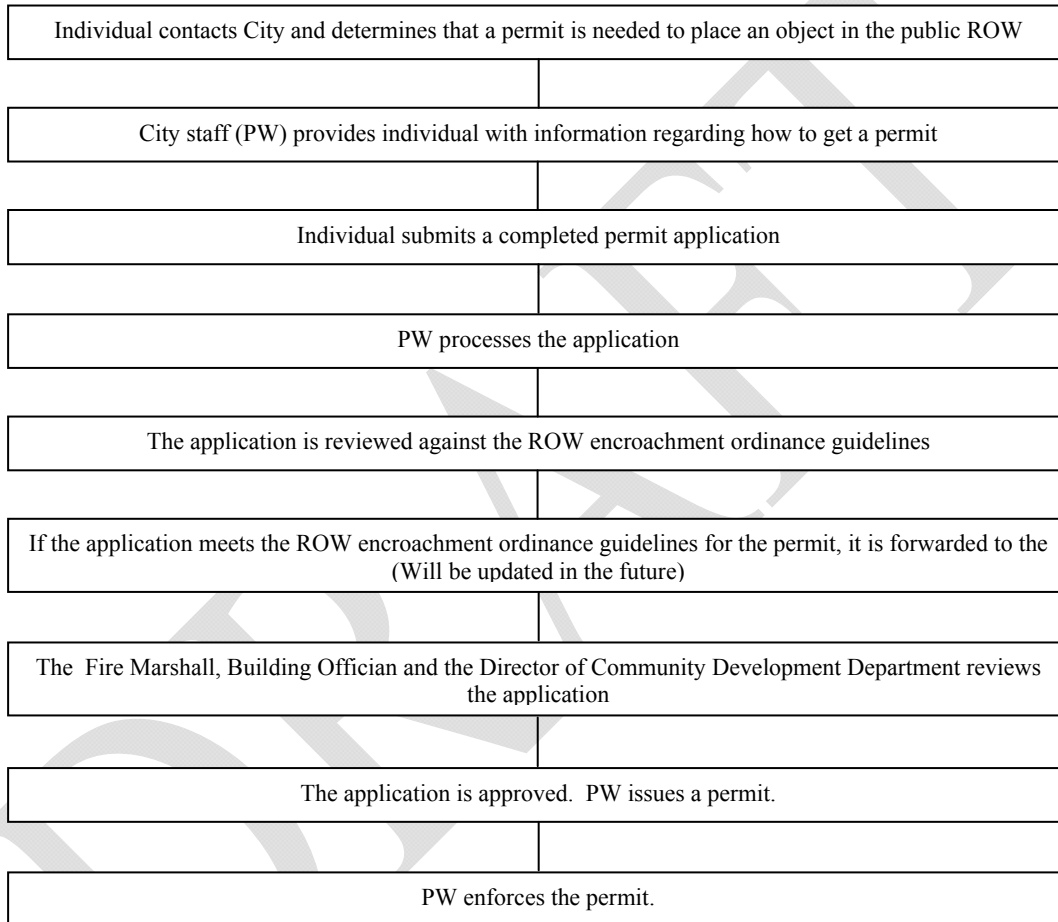 Individual contacts City and determines that a permit is needed to place an object in the public ROW
City staff (PW) provides individual with information regarding how to get a permit
Individual submits a completed permit application
PW processes the application
The application is reviewed against the ROW encroachment ordinance guidelines
If the application meets the ROW encroachment ordinance guidelines for the permit, it is forwarded to the
(Will be updated in the future)
The  Fire Marshall, Building Offician and the Director of Community Development Department reviews
the application
The application is approved.  PW issues a permit.
PW enforces the permit.
DRAFT